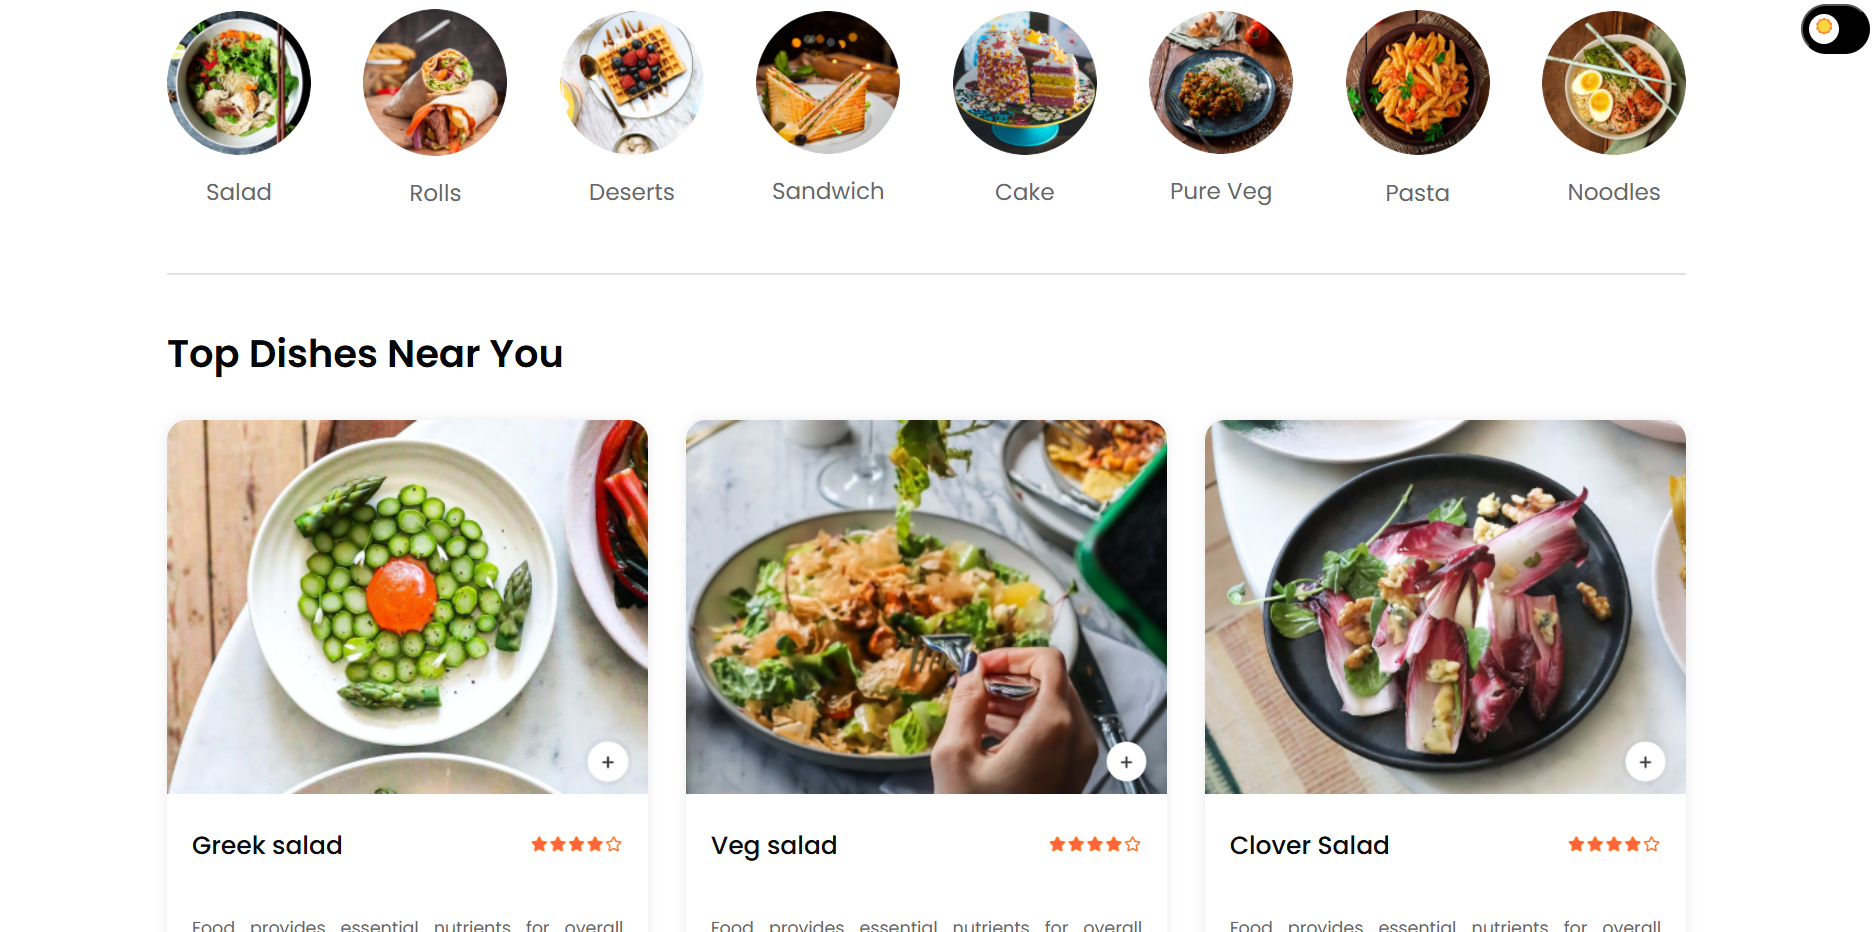 Salad
Rolls
Deserts
Sandwich
Cake
Pure Veg
Pasta
Noodles
Top Dishes Near You
Greek salad
Veg salad
Clover Salad
Food provides essential nutrients for overall
Food provides essential nutrients for overall
Food provides essential nutrients for overall